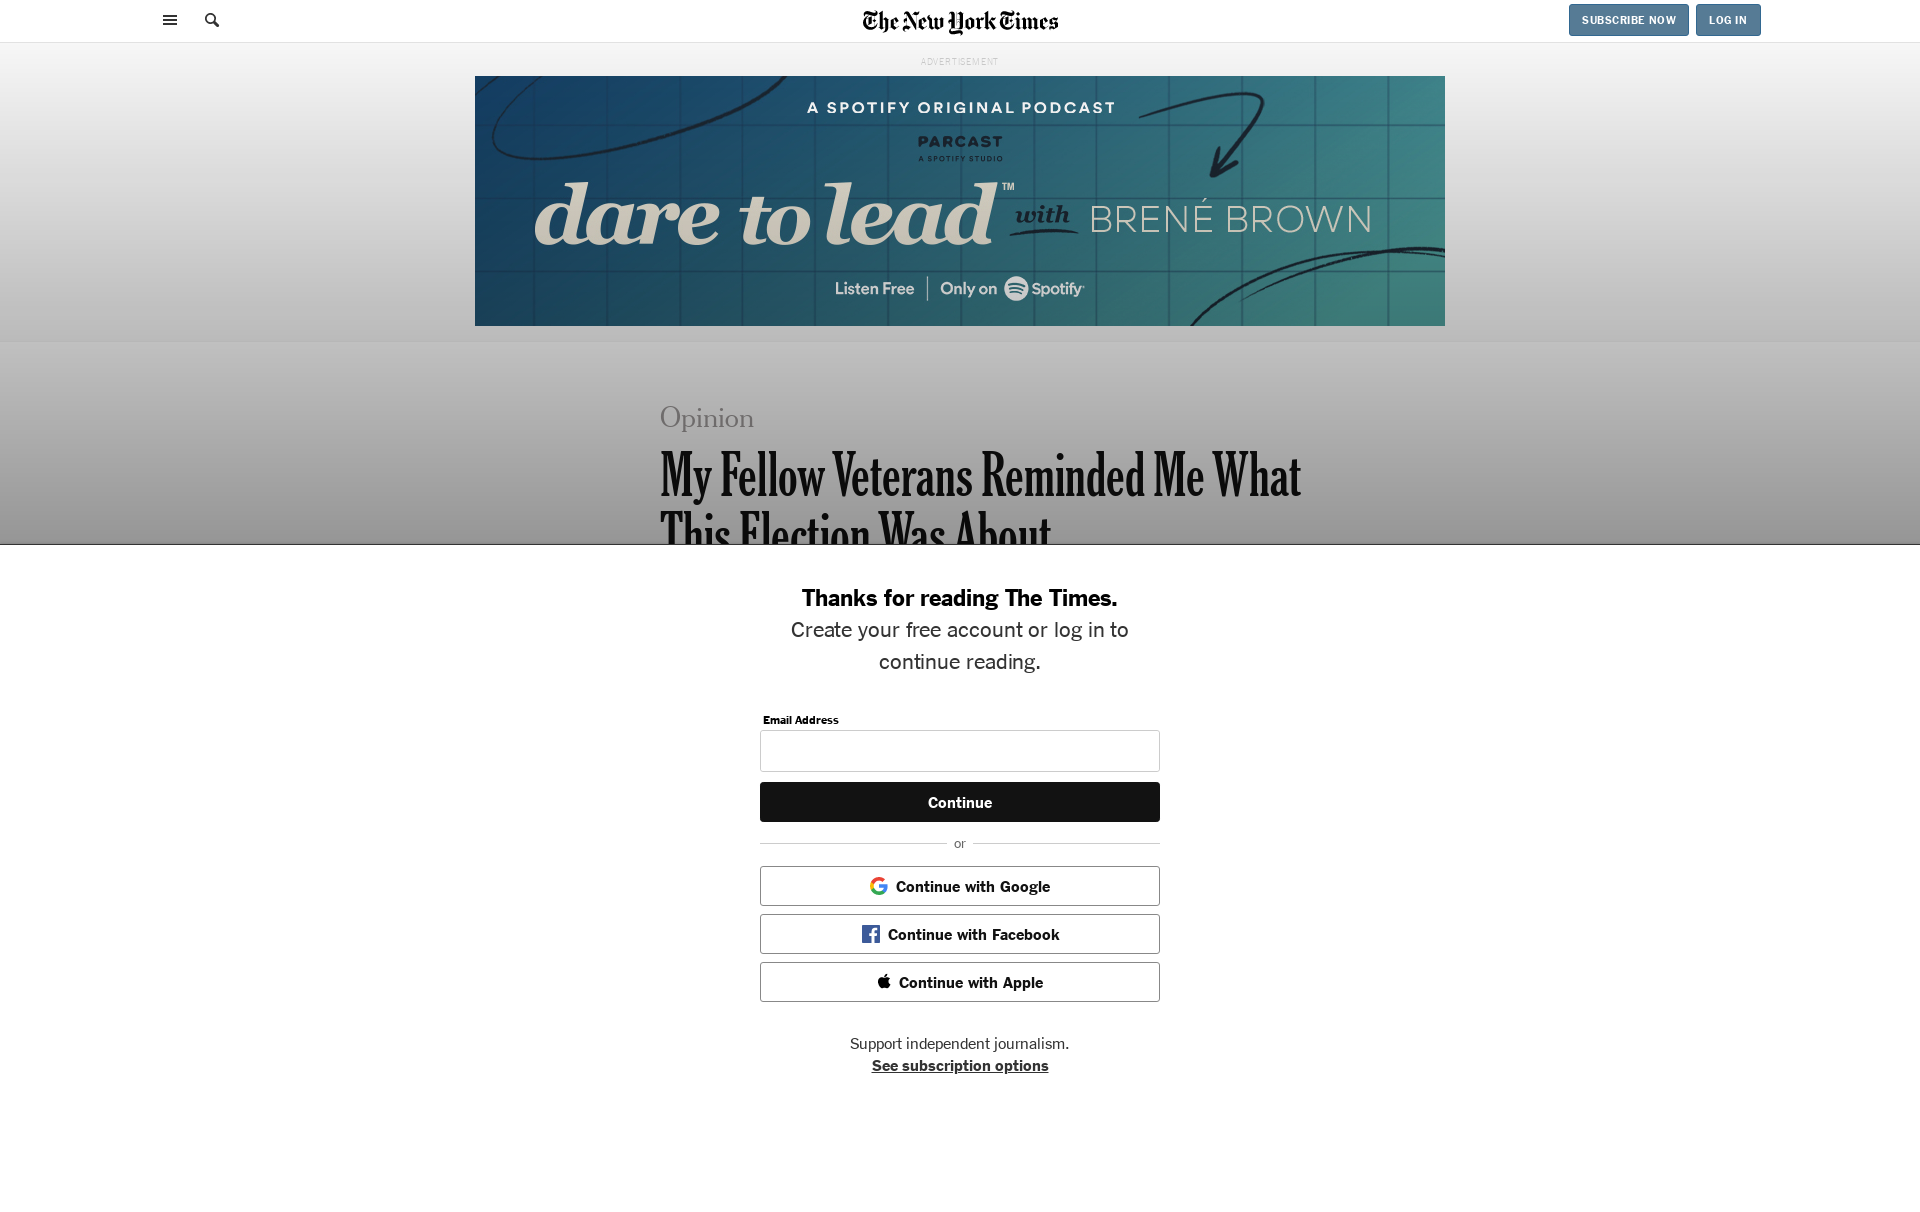 The New York Times
SUBSCRIBE NOW
LOG IN
ADVERTISEMENT
A SPOTIFY ORIGINAL PODCAST
PARCAST
A SPOTIFY STUDIO
dare to lead™ with BRENÉ BROWN
Listen Free | Only on Spotify
Opinion
My Fellow Veterans Reminded Me What
This Election Was About
Thanks for reading The Times.
Create your free account or log in to
continue reading.
Email Address
Continue
or
Continue with Google
Continue with Facebook
Continue with Apple
Support independent journalism.
See subscription options